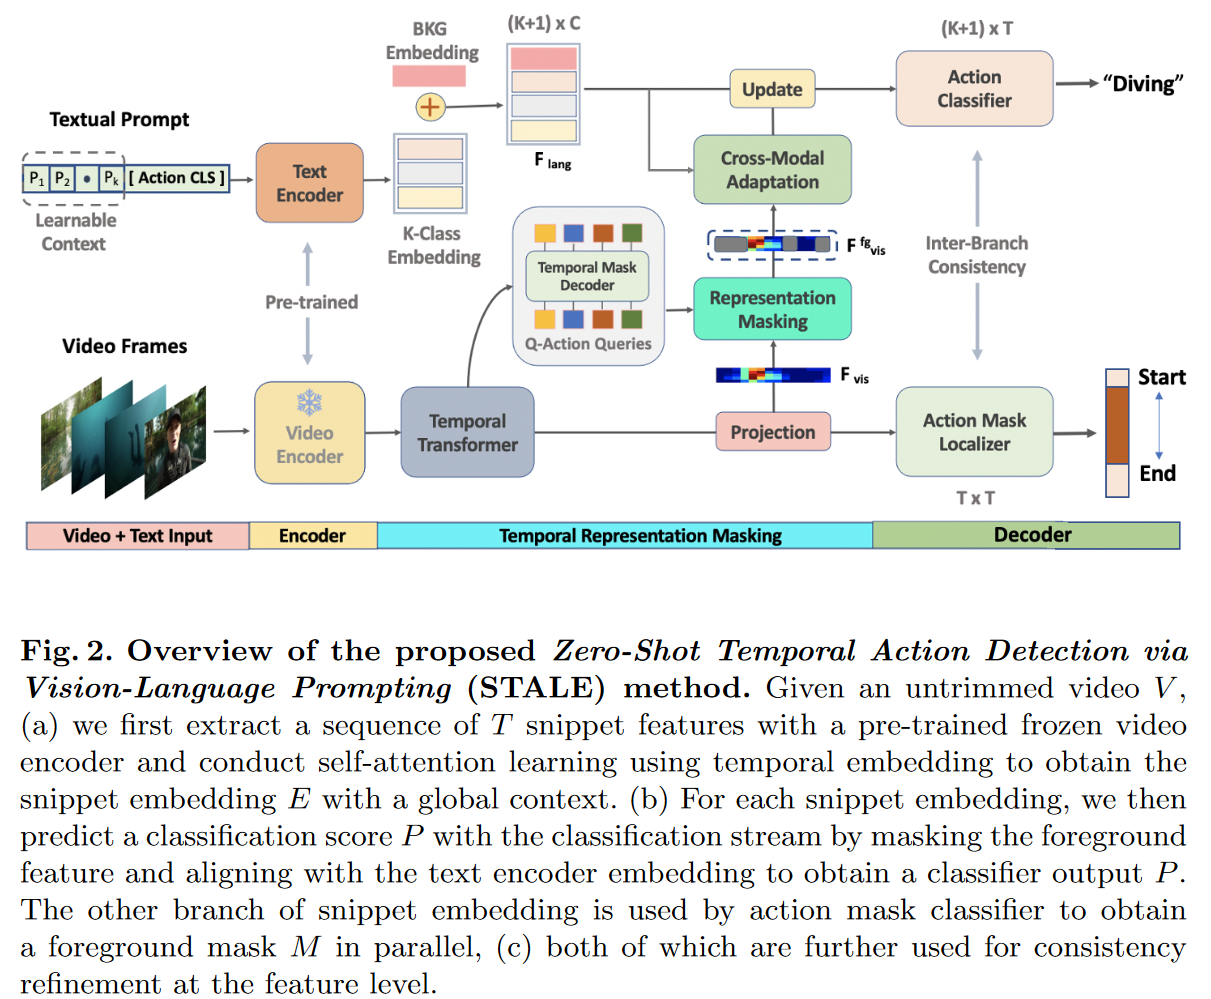 BKG
Embedding
(K+1) x C
(K+1) x T
Update
Action
Classifier
“Diving”
Textual Prompt
F lang
Cross-Modal
Adaptation
P1 P2 • Pk [ Action CLS ]
Text
Encoder
Learnable
Context
K-Class
Embedding
Temporal Mask
Decoder
Q-Action Queries
F fg vis
Inter-Branch
Consistency
Pre-trained
Representation
Masking
Video Frames
F vis
Video
Encoder
Temporal
Transformer
Projection
Action Mask
Localizer
Start
End
T x T
Video + Text Input
Encoder
Temporal Representation Masking
Decoder
Fig. 2. Overview of the proposed Zero-Shot Temporal Action Detection via
Vision-Language Prompting (STALE) method. Given an untrimmed video V,
(a) we first extract a sequence of T snippet features with a pre-trained frozen video
encoder and conduct self-attention learning using temporal embedding to obtain the
snippet embedding E with a global context. (b) For each snippet embedding, we then
predict a classification score P with the classification stream by masking the foreground
feature and aligning with the text encoder embedding to obtain a classifier output P.
The other branch of snippet embedding is used by action mask classifier to obtain
a foreground mask M in parallel, (c) both of which are further used for consistency
refinement at the feature level.